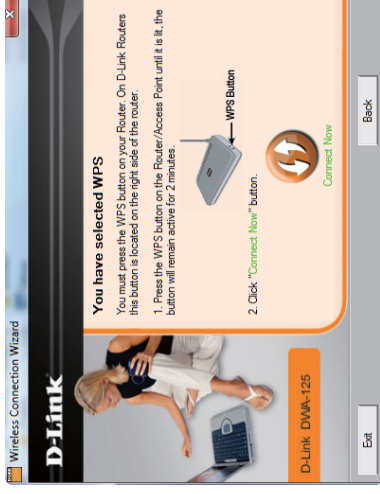 Wireless Connection Wizard
D-Link
You have selected WPS
You must press the WPS button on your Router. On D-Link Routers
this button is located on the right side of the router.
1. Press the WPS button on the Router/Access Point until it is lit, the
button will remain active for 2 minutes.
WPS Button
2. Click "Connect Now" button.
Connect Now
D-Link DWA-125
Exit
Back